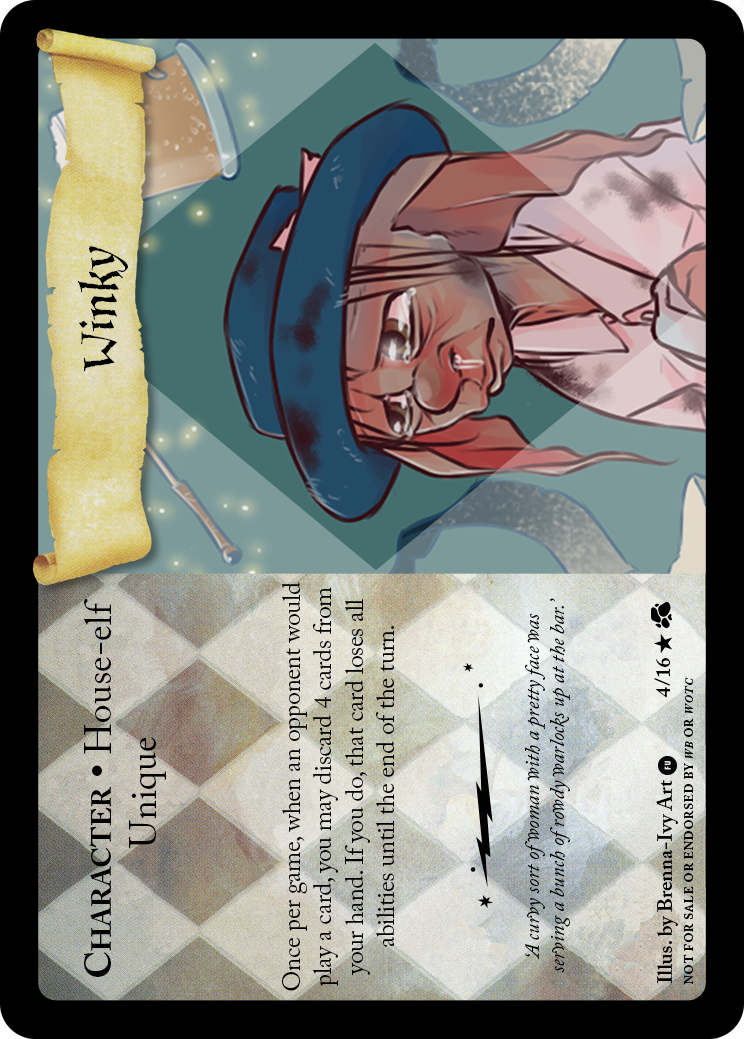 Winky
CHARACTER • House-elf
Unique
Once per game, when an opponent would
play a card, you may discard 4 cards from
your hand. If you do, that card loses all
abilities until the end of the turn.
'A curvy sort of woman with a pretty face was
serving a bunch of rowdy warlocks up at the bar.'
Illus. by Brenna-Ivy Art FU 4/16 ★
NOT FOR SALE OR ENDORSED BY WB OR WOTC